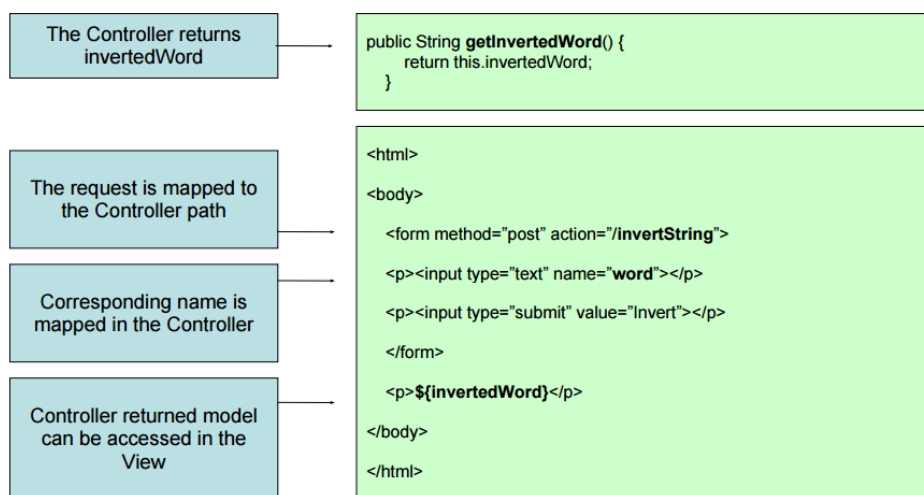 The Controller returns
invertedWord
public String getInvertedWord() {
return this.invertedWord;
}
The request is mapped to
the Controller path
Corresponding name is
mapped in the Controller
Controller returned model
can be accessed in the
View
<html>
<body>
<form method=”post” action=”/invertString”>
<p><input type=”text” name=”word”></p>
<p><input type=”submit” value=”Invert”></p>
</form>
<p>${invertedWord}</p>
</body>
</html>